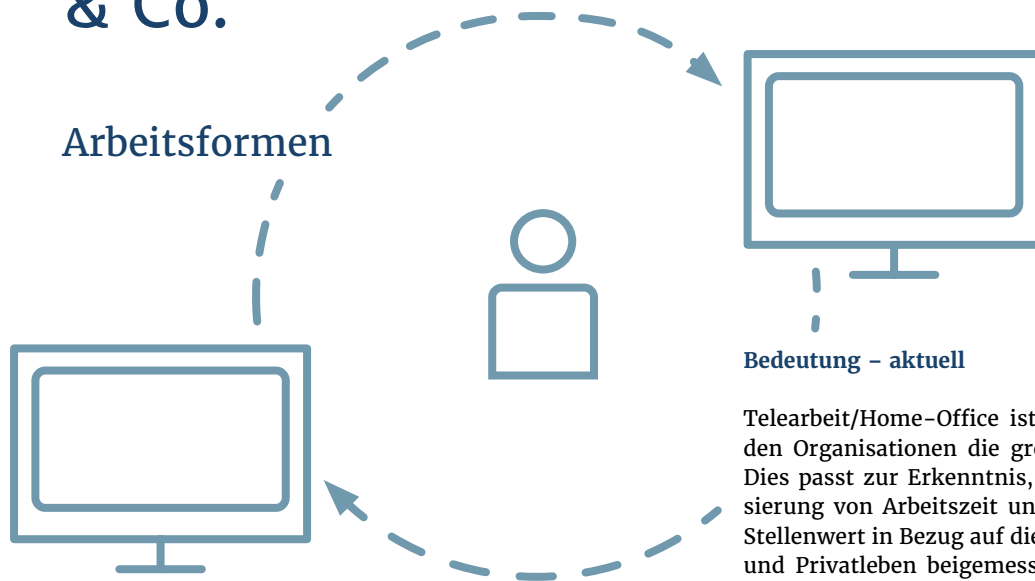 & Co.
Arbeitsformen
Bedeutung – aktuell
Telearbeit/Home-Office ist
den Organisationen die gr
Dies passt zur Erkenntnis,
sierung von Arbeitszeit un
Stellenwert in Bezug auf die
und Privatleben beigemess